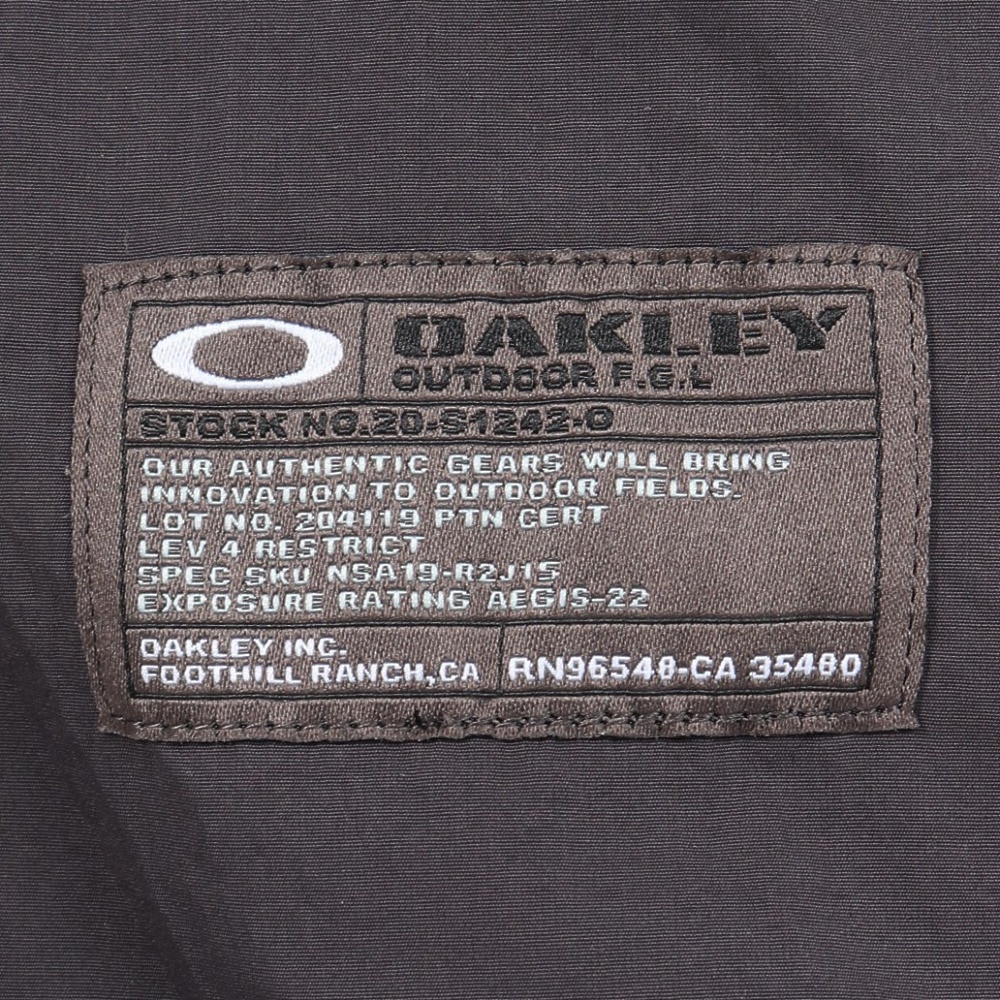 OAKLEY
OUTDOOR F.G.L
STOCK NO.20-S1242-O
OUR AUTHENTIC GEARS WILL BRING
INNOVATION TO OUTDOOR FIELDS.
LOT NO. 204119 PTN CERT
LEV 4 RESTRICT
SPEC SKU NSA19-R2J15
EXPOSURE RATING AEGIS-22
OAKLEY INC.
FOOTHILL RANCH,CA
RN96548-CA 35480